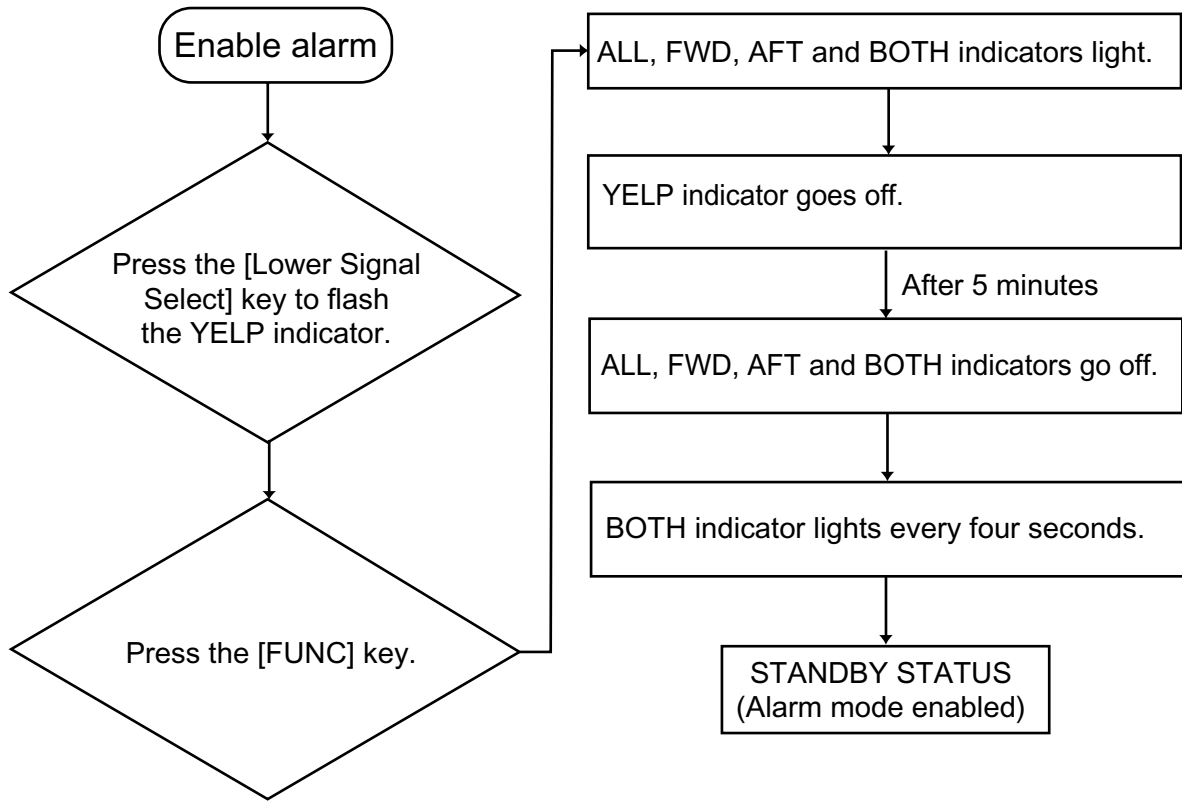 Enable alarm
Press the [Lower Signal
Select] key to flash
the YELP indicator.
Press the [FUNC] key.
ALL, FWD, AFT and BOTH indicators light.
YELP indicator goes off.
After 5 minutes
ALL, FWD, AFT and BOTH indicators go off.
BOTH indicator lights every four seconds.
STANDBY STATUS
(Alarm mode enabled)